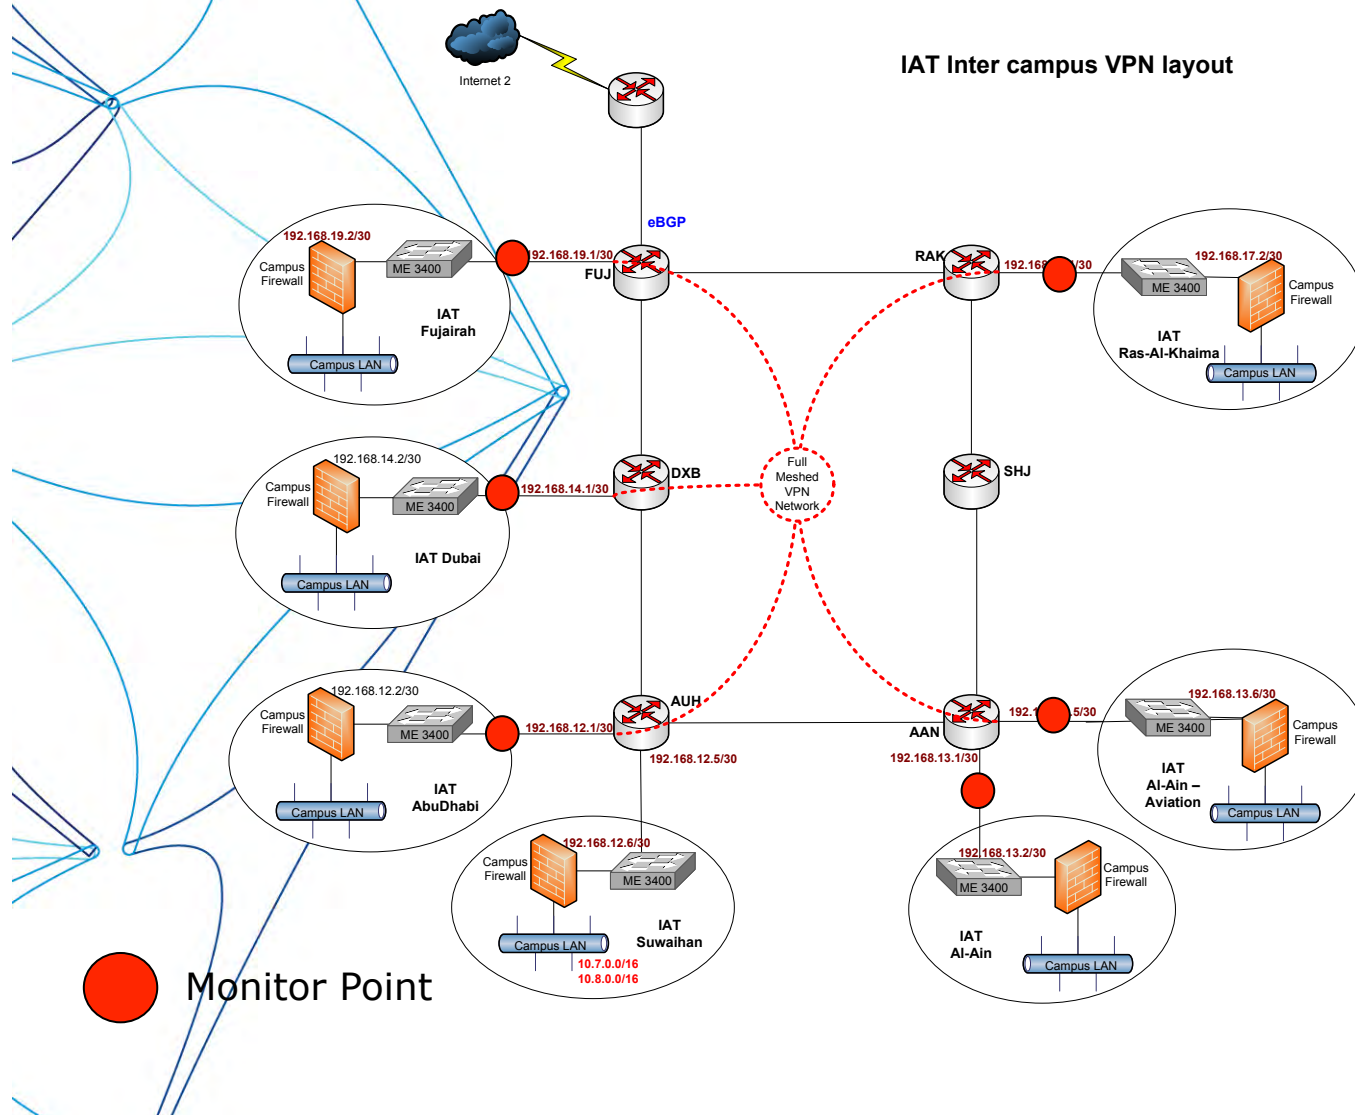 IAT Inter campus VPN layout
Internet 2
eBGP
192.168.19.2/30
Campus
Firewall
ME 3400
192.168.19.1/30
FUJ
IAT
Fujairah
Campus LAN
RAK
192.168.17.2/30
ME 3400
Campus
Firewall
IAT
Ras-Al-Khaima
Campus LAN
192.168.14.2/30
Campus
Firewall
ME 3400
192.168.14.1/30
DXB
IAT Dubai
Campus LAN
Full
Meshed
VPN
Network
SHJ
192.168.12.2/30
Campus
Firewall
ME 3400
192.168.12.1/30
AUH
192.168.12.5/30
IAT
AbuDhabi
Campus LAN
AAN
192.168.13.1/30
192.168.13.6/30
ME 3400
Campus
Firewall
IAT
Al-Ain –
Aviation
Campus LAN
192.168.12.6/30
Campus
Firewall
ME 3400
IAT
Suwaihan
Campus LAN
10.7.0.0/16
10.8.0.0/16
192.168.13.2/30
ME 3400
Campus
Firewall
IAT
Al-Ain
Campus LAN
Monitor Point